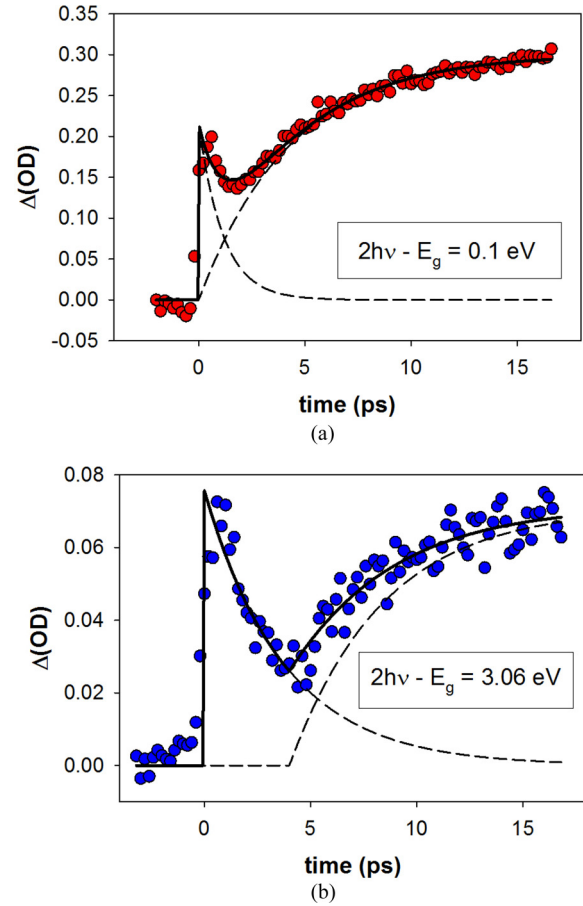 0.30
0.25
0.20
0.15
0.10
0.05
0.00
-0.05
Δ(OD)
2hν - E_g = 0.1 eV
0 5 10 15
time (ps)
(a)
0.08
0.06
0.04
0.02
0.00
Δ(OD)
2hν - E_g = 3.06 eV
0 5 10 15
time (ps)
(b)